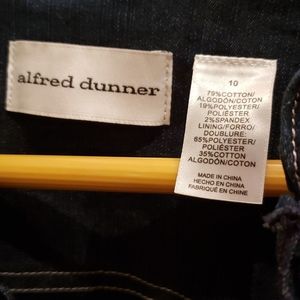 alfred dunner
10
79%COTTON/
ALGODÓN/COTON
19%POLYESTER/
POLIÉSTER
2%SPANDEX
LINING/FORRO/
DOUBLURE:
65%POLYESTER/
POLIÉSTER
35%COTTON
ALGODÓN/COTON
MADE IN CHINA
HECHO EN CHINA
FABRIQUÉ EN CHINE